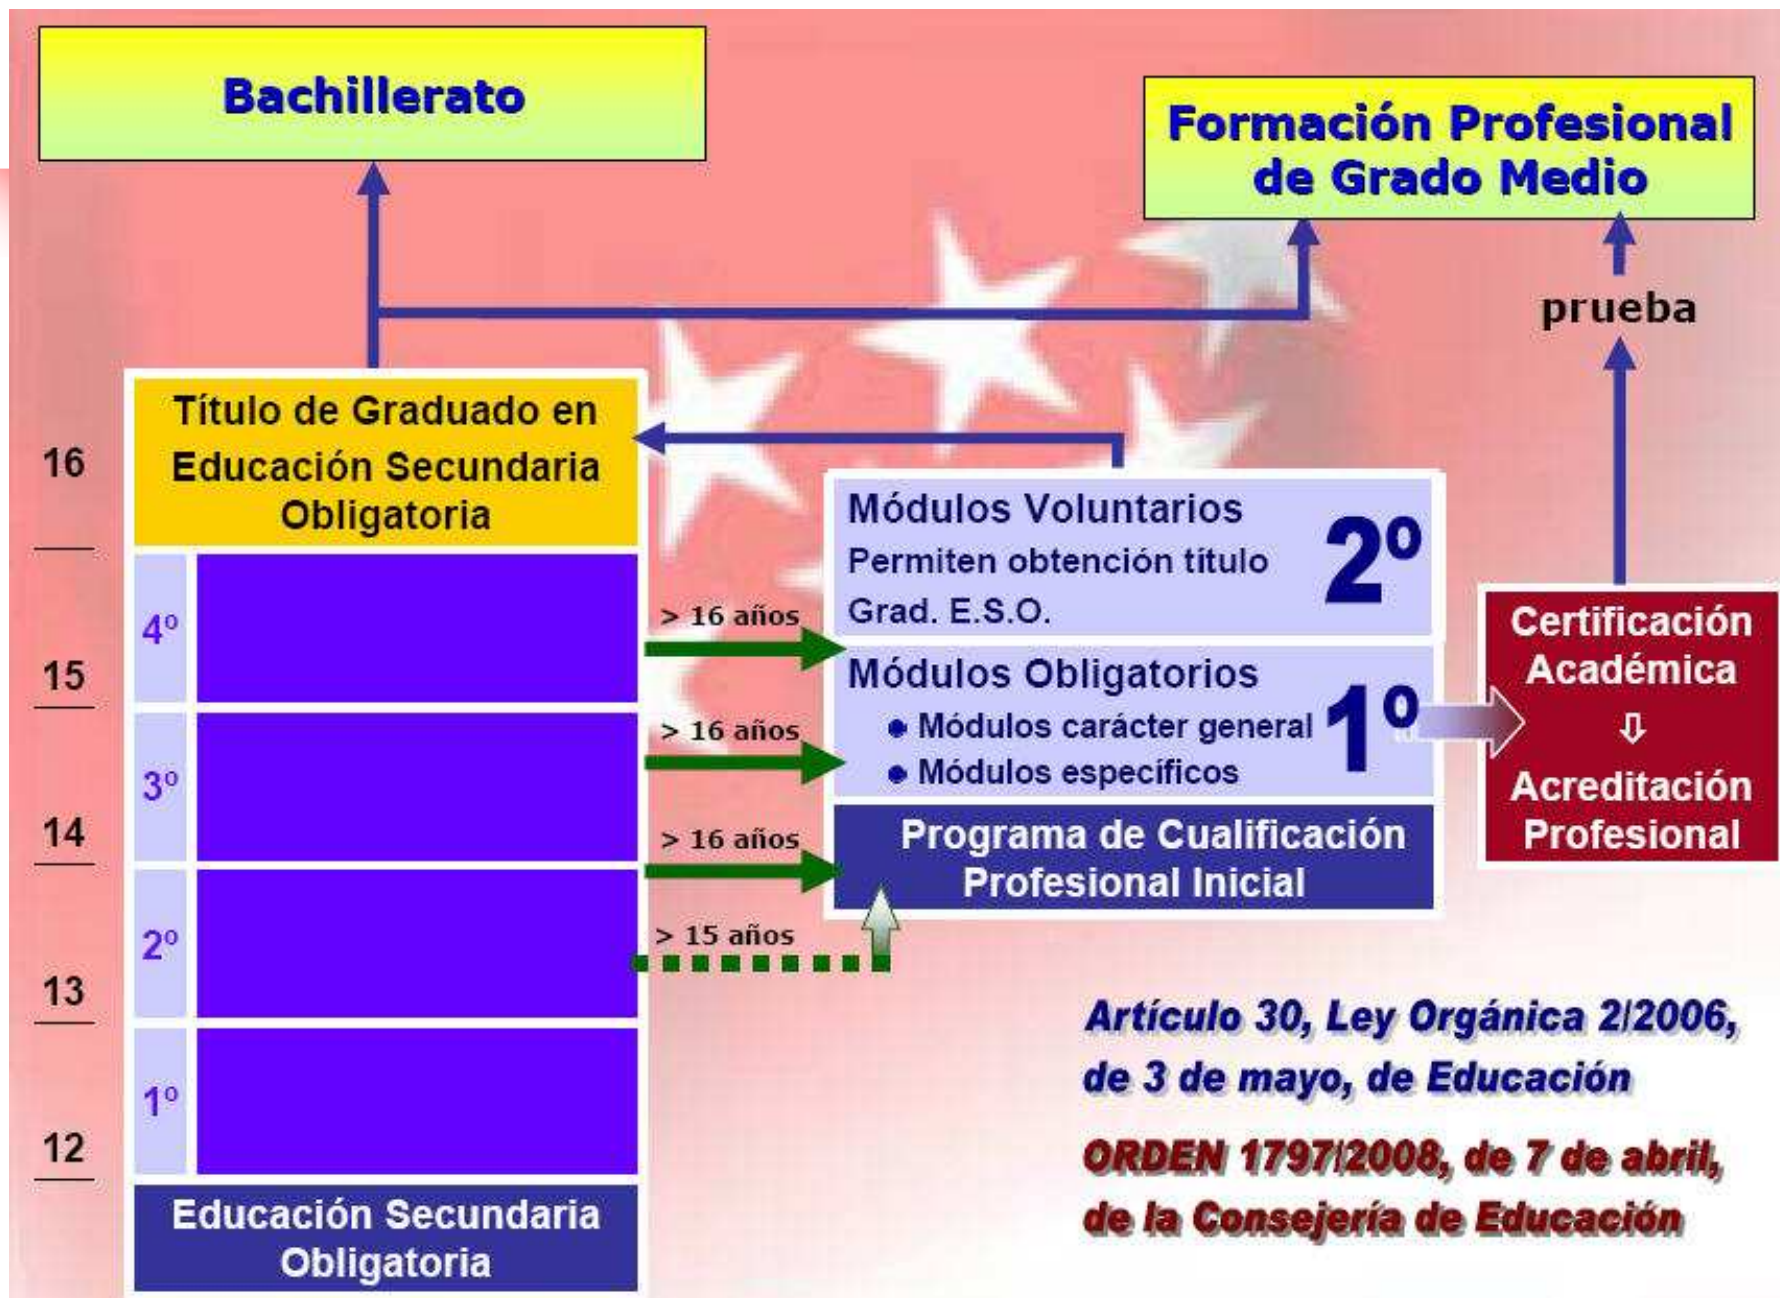 Bachillerato
Formación Profesional
de Grado Medio
prueba
Título de Graduado en
Educación Secundaria
Obligatoria
16
15
14
13
12
4º
3º
2º
1º
Educación Secundaria
Obligatoria
> 16 años
> 16 años
> 16 años
> 15 años
Módulos Voluntarios
Permiten obtención título
Grad. E.S.O.
2º
Módulos Obligatorios
● Módulos carácter general
● Módulos específicos
1º
Programa de Cualificación
Profesional Inicial
Certificación
Académica
⇩
Acreditación
Profesional
Artículo 30, Ley Orgánica 2/2006,
de 3 de mayo, de Educación
ORDEN 1797/2008, de 7 de abril,
de la Consejería de Educación